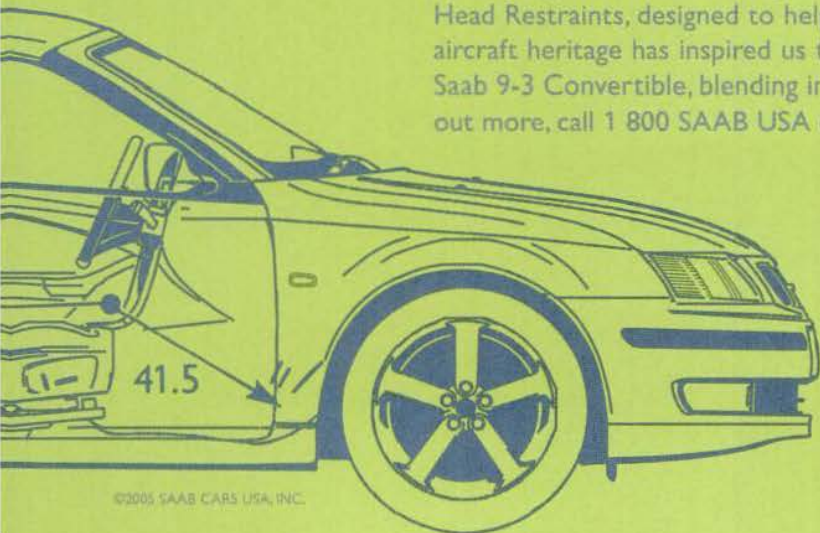 Head Restraints, designed to hel
aircraft heritage has inspired us t
Saab 9-3 Convertible, blending in
out more, call 1 800 SAAB USA
41.5
©2005 SAAB CARS USA, INC.